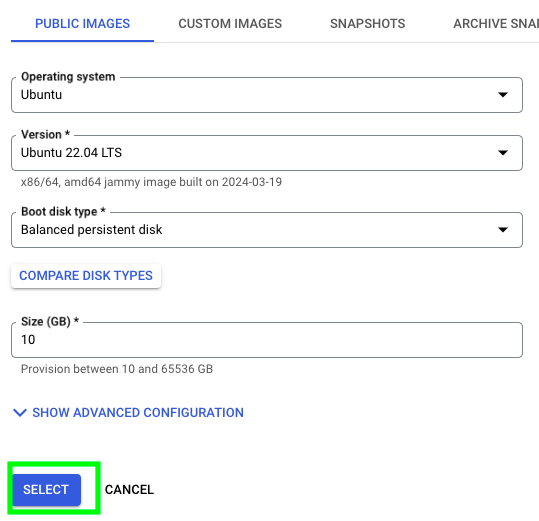 PUBLIC IMAGES CUSTOM IMAGES SNAPSHOTS ARCHIVE SNA
Operating system
Ubuntu
Version *
Ubuntu 22.04 LTS
x86/64, amd64 jammy image built on 2024-03-19
Boot disk type *
Balanced persistent disk
COMPARE DISK TYPES
Size (GB) *
10
Provision between 10 and 65536 GB
SHOW ADVANCED CONFIGURATION
SELECT CANCEL